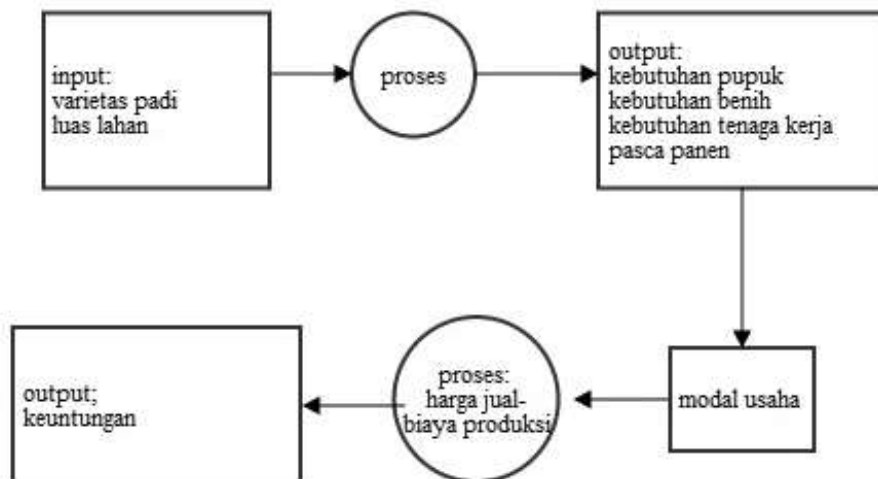 input:
varietas padi
luas lahan
proses
output:
kebutuhan pupuk
kebutuhan benih
kebutuhan tenaga kerja
pasca panen
modal usaha
proses:
harga jual-
biaya produksi
output;
keuntungan